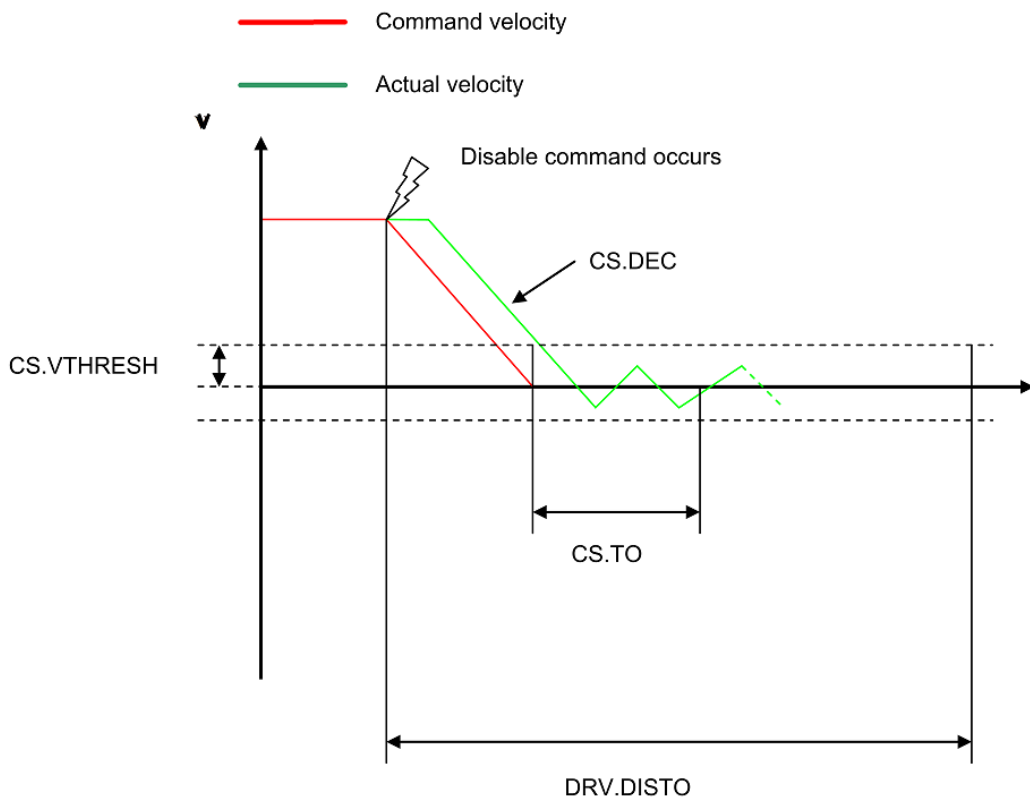 Command velocity
Actual velocity
v
Disable command occurs
CS.DEC
CS.VTHRESH
CS.TO
DRV.DISTO